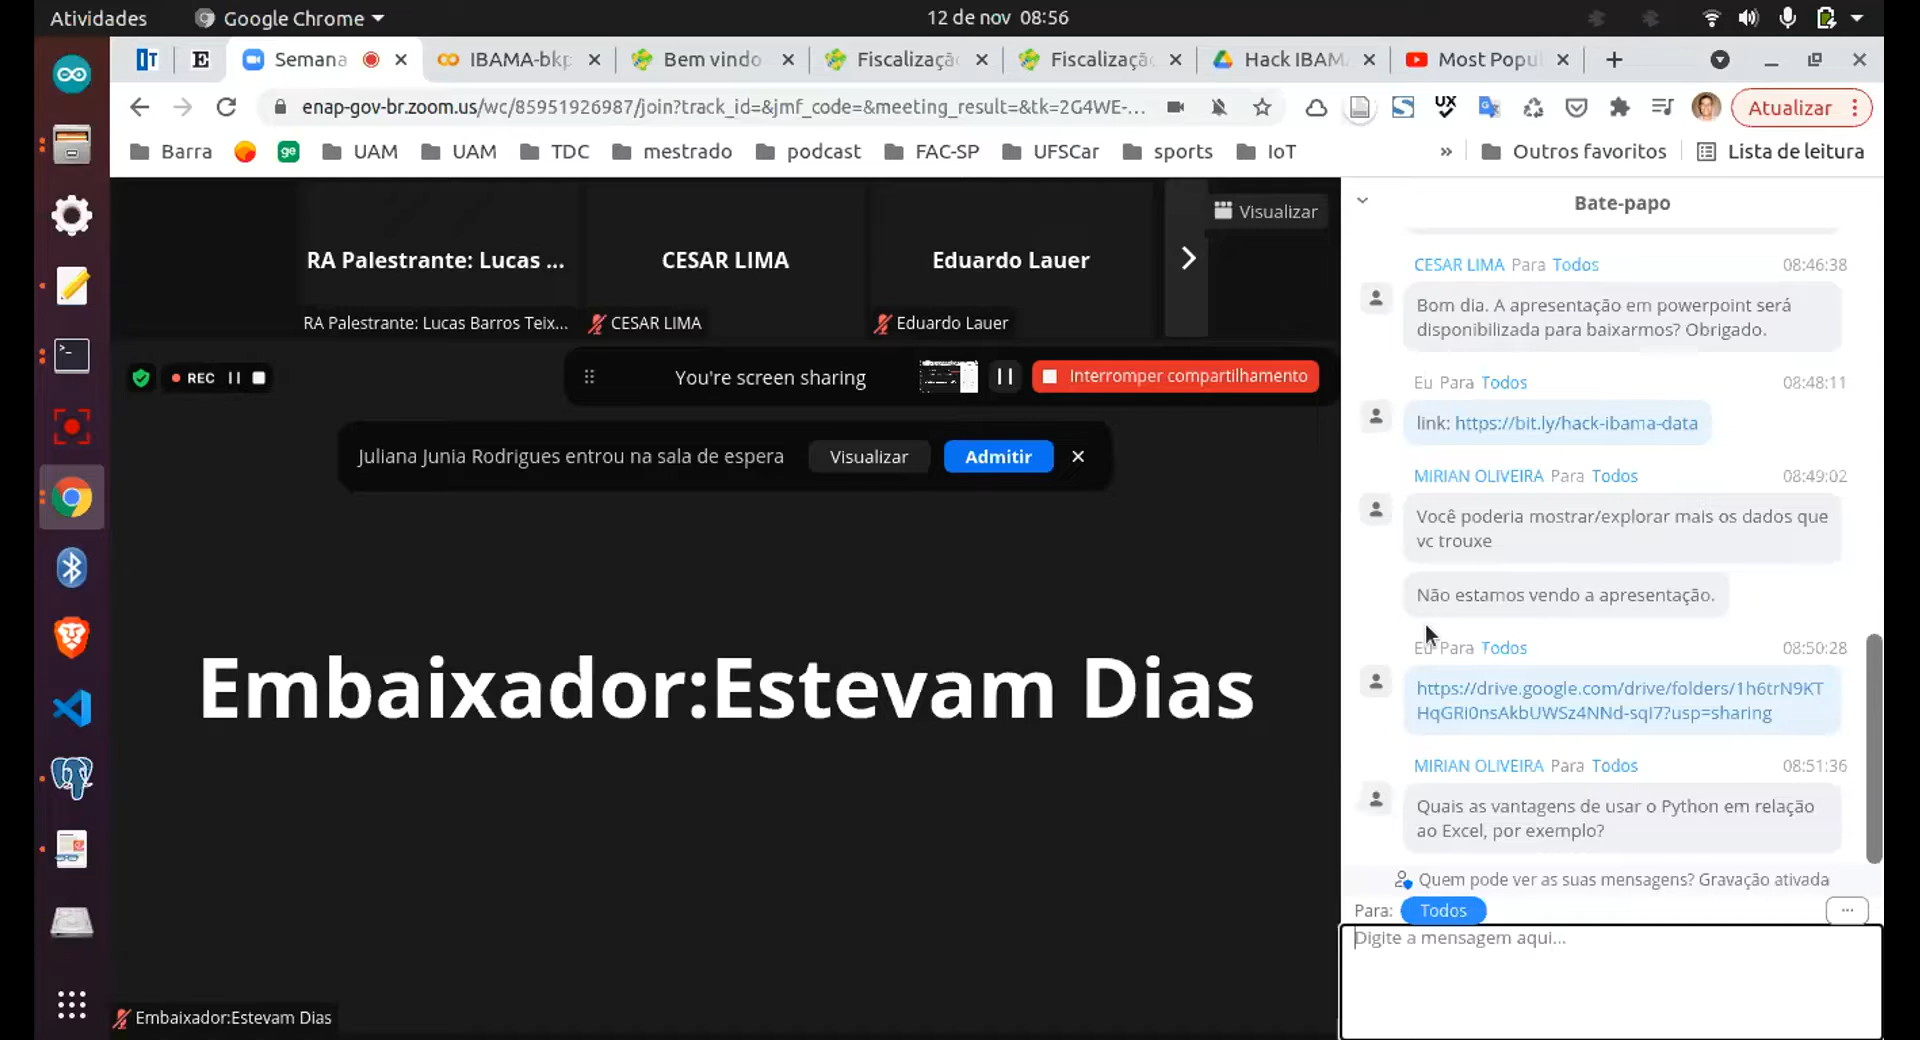 Atividades
Google Chrome
12 de nov 08:56
Semana
IBAMA-bkp
Bem vindo
Fiscalizaçã
Fiscalizaçã
Hack IBAM
Most Popu
enap-gov-br.zoom.us/wc/85951926987/join?track_id=&jmf_code=&meeting_result=&tk=2G4WE-...
UX
Atualizar
Barra
ge
UAM
UAM
TDC
mestrado
podcast
FAC-SP
UFSCar
sports
IoT
»
Outros favoritos
Lista de leitura
RA Palestrante: Lucas ...
CESAR LIMA
Eduardo Lauer
Visualizar
RA Palestrante: Lucas Barros Teix...
CESAR LIMA
Eduardo Lauer
REC
You're screen sharing
Interromper compartilhamento
Juliana Junia Rodrigues entrou na sala de espera
Visualizar
Admitir
Embaixador:Estevam Dias
Embaixador:Estevam Dias
Bate-papo
CESAR LIMA Para Todos 08:46:38
Bom dia. A apresentação em powerpoint será
disponibilizada para baixarmos? Obrigado.
Eu Para Todos 08:48:11
link: https://bit.ly/hack-ibama-data
MIRIAN OLIVEIRA Para Todos 08:49:02
Você poderia mostrar/explorar mais os dados que
vc trouxe
Não estamos vendo a apresentação.
Eu Para Todos 08:50:28
https://drive.google.com/drive/folders/1h6trN9KT
HqGRi0nsAkbUWSz4NNd-sqI7?usp=sharing
MIRIAN OLIVEIRA Para Todos 08:51:36
Quais as vantagens de usar o Python em relação
ao Excel, por exemplo?
Quem pode ver as suas mensagens? Gravação ativada
Para: Todos
Digite a mensagem aqui...